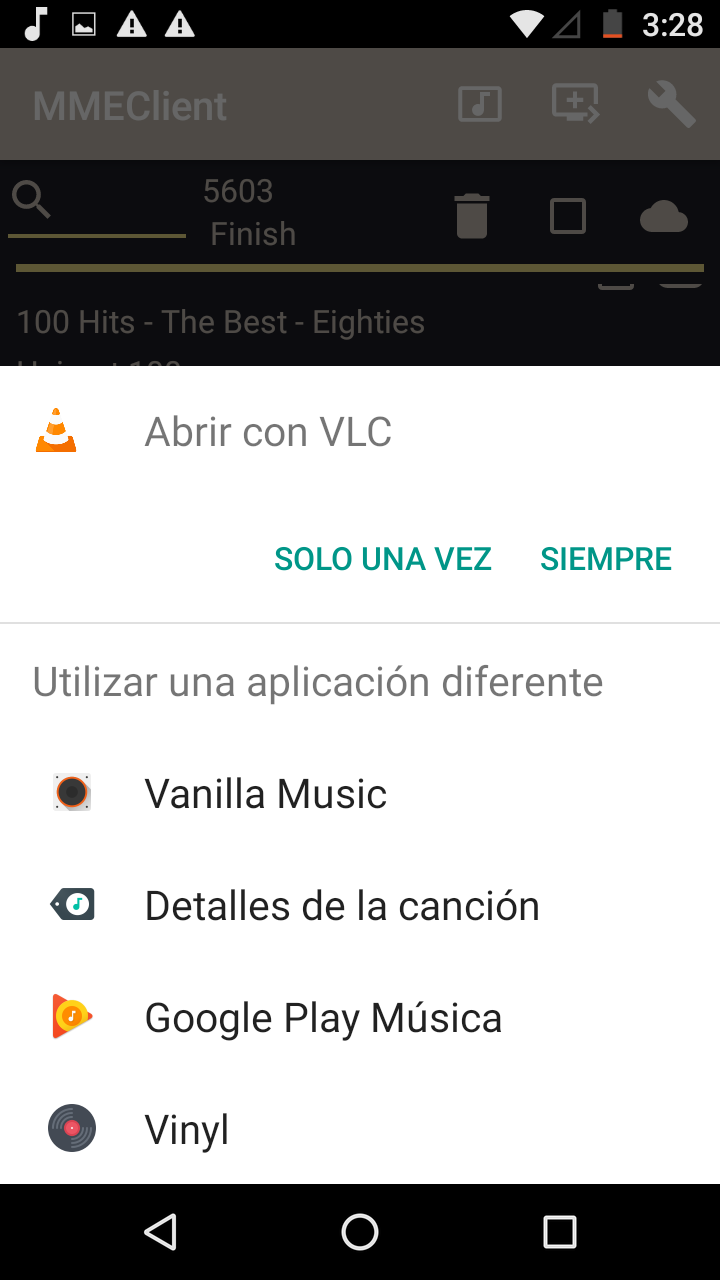 3:28
MMEClient
5603
Finish
100 Hits - The Best - Eighties
Abrir con VLC
SOLO UNA VEZ SIEMPRE
Utilizar una aplicación diferente
Vanilla Music
Detalles de la canción
Google Play Música
Vinyl